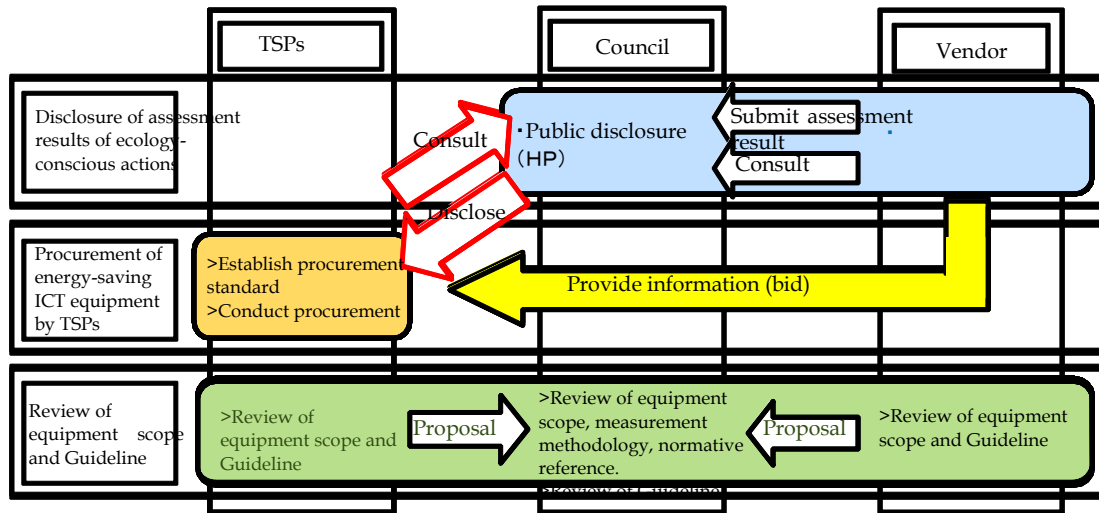 TSPs
Council
Vendor
Disclosure of assessment
results of ecology-
conscious actions
Consult
Disclose
・Public disclosure
（HP）
Submit assessment
result
Consult
Procurement of
energy-saving
ICT equipment
by TSPs
>Establish procurement
standard
>Conduct procurement
Provide information (bid)
Review of
equipment scope
and Guideline
>Review of
equipment scope and
Guideline
Proposal
>Review of equipment
scope, measurement
methodology, normative
reference.
>Review of Guideline
Proposal
>Review of equipment
scope and Guideline